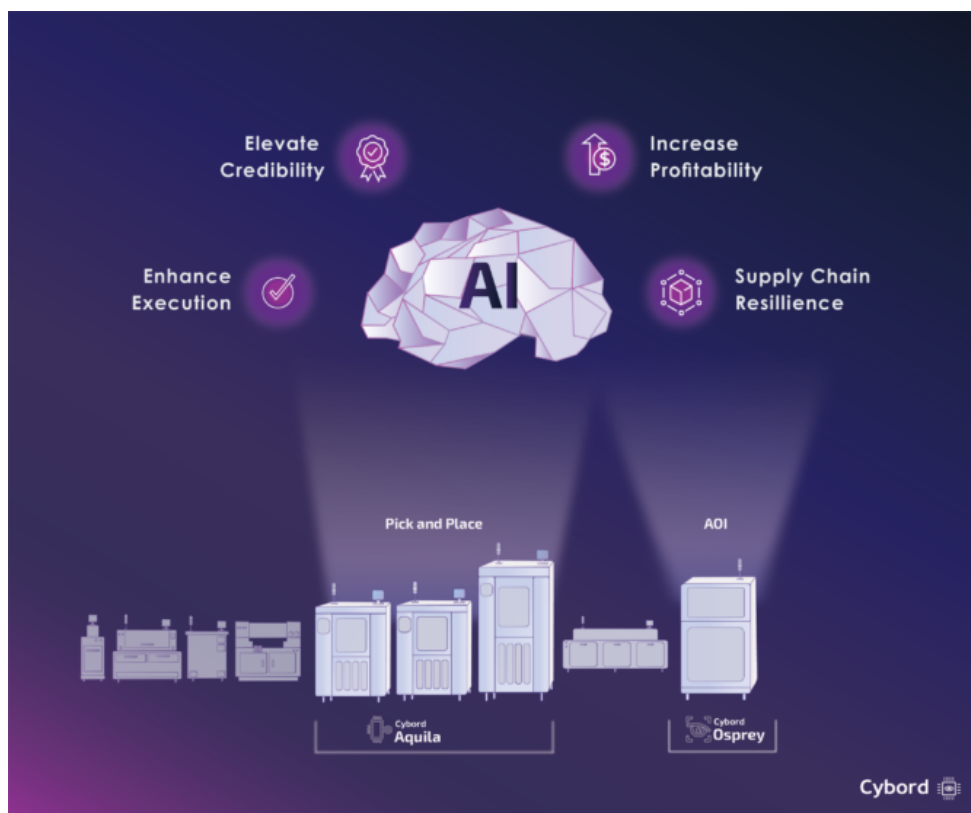 Elevate
Credibility
Increase
Profitability
AI
Enhance
Execution
Supply Chain
Resillience
Pick and Place
AOI
Cybord
Aquila
Cybord
Osprey
Cybord